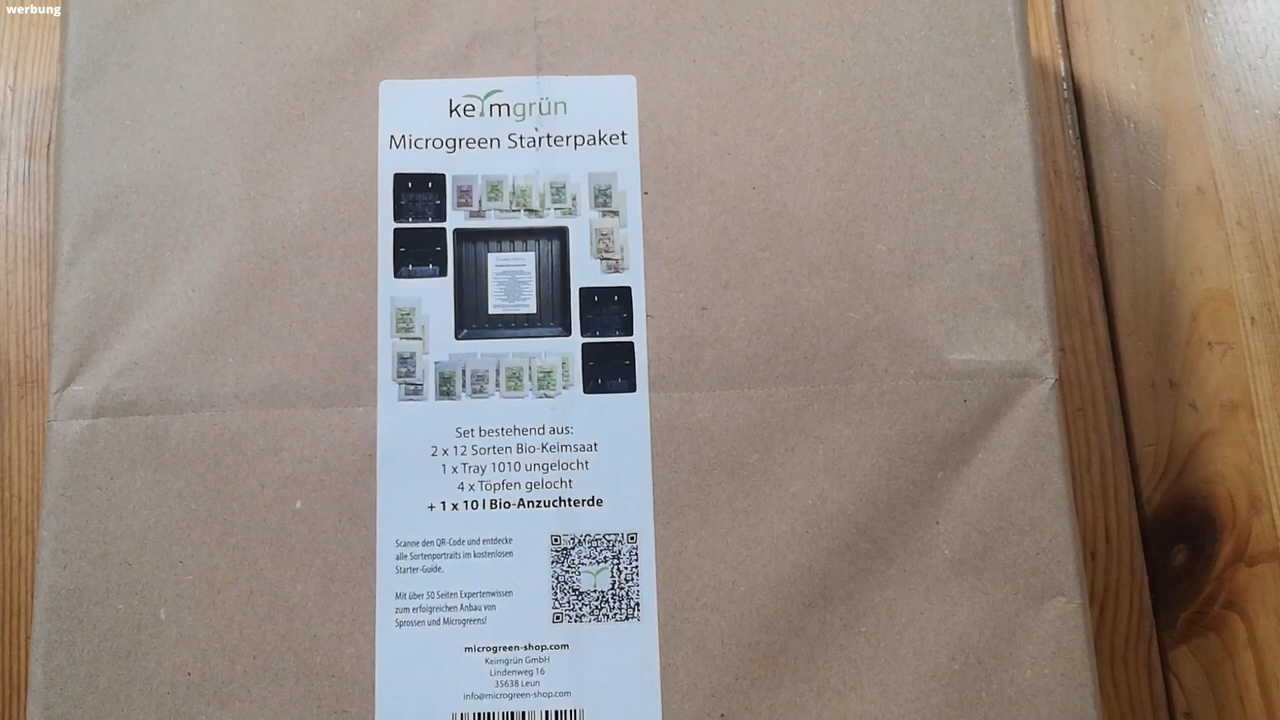 werbung
keimgrün
Microgreen Starterpaket
Set bestehend aus:
2 x 12 Sorten Bio-Keimsaat
1 x Tray 1010 ungelocht
4 x Töpfen gelocht
+ 1 x 10 l Bio-Anzuchterde
Scanne den QR-Code und entdecke
alle Sortenportraits im kostenlosen
Starter-Guide.
Mit über 50 Seiten Expertenwissen
zum erfolgreichen Anbau von
Sprossen und Microgreens!
microgreen-shop.com
Keimgrün GmbH
Lindenweg 16
35638 Leun
info@microgreen-shop.com